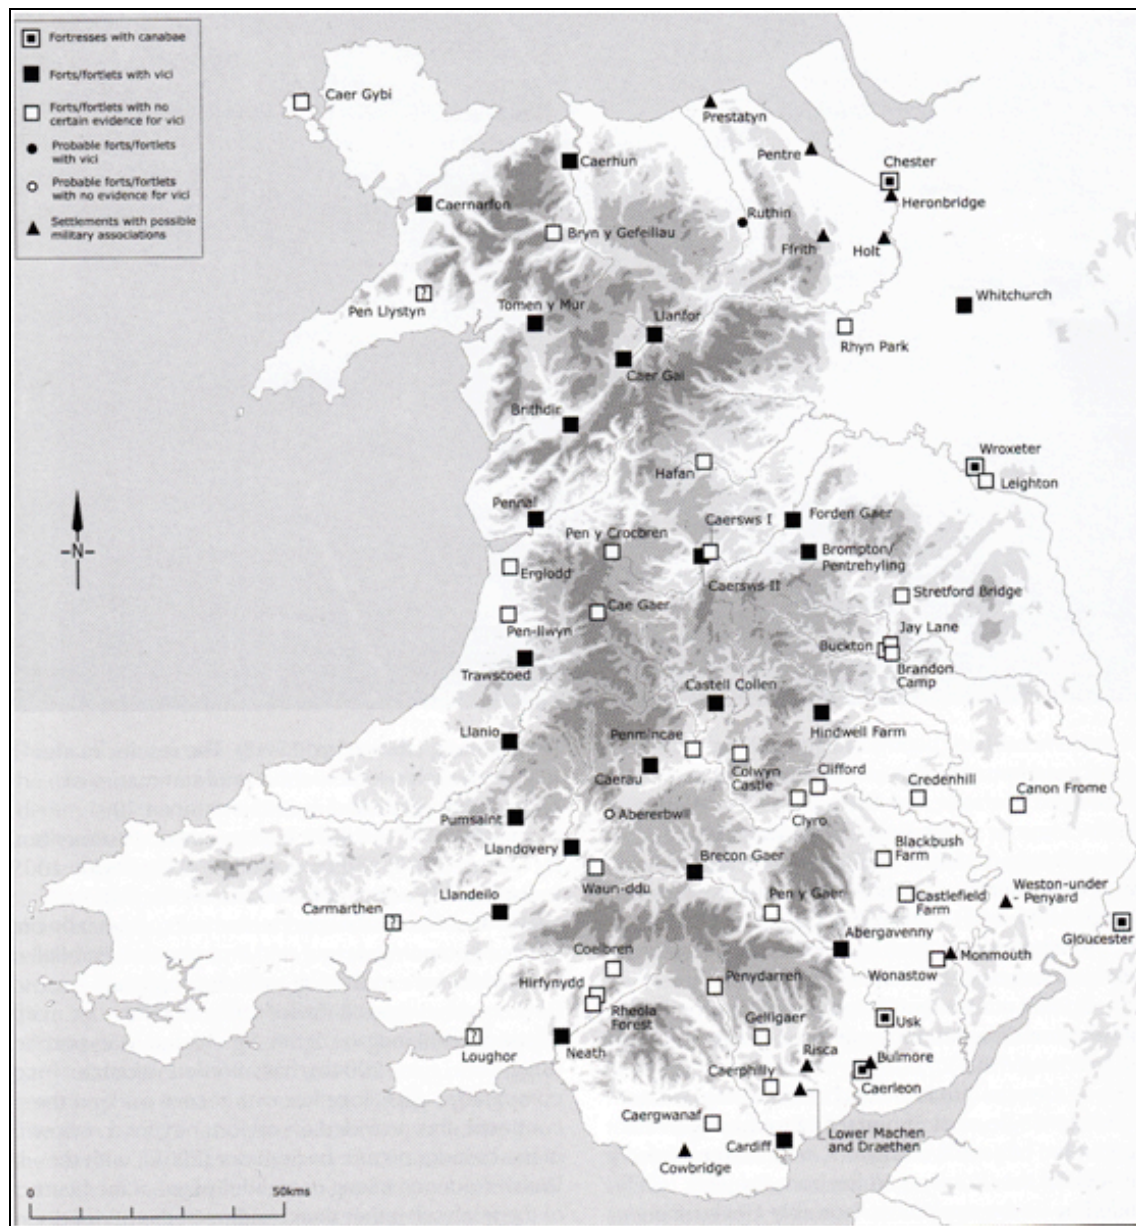 Fortresses with canabae
Forts/fortlets with vici
Forts/fortlets with no
certain evidence for vici
Probable forts/fortlets
with vici
Probable forts/fortlets
with no evidence for vici
Settlements with possible
military associations
Caer Gybi
Prestatyn
Pentre
Caerhun
Chester
Caernarfon
Heronbridge
Ruthin
Bryn y Gefeiliau
Ffrith
Holt
Pen Llystyn
?
Tomen y Mur
Whitchurch
Llanfor
Rhyn Park
Caer Gai
Brithdir
Wroxeter
Hafan
Leighton
Pennal
Caersws I
Forden Gaer
-N-
Pen y Crocbren
Brompton/
Pentrehyling
Erglodd
Caersws II
Stretford Bridge
Cae Gaer
Pen-llwyn
Jay Lane
Buckton
Brandon
Camp
Trawscoed
Castell Collen
Llanio
Penmincae
Hindwell Farm
Caerau
Colwyn
Castle
Clifford
Credenhill
Canon Frome
Pumsaint
Abererbwll
Clyro
Llandovery
Blackbush
Farm
Brecon Gaer
Waun-ddu
Llandeilo
Pen y Gaer
Castlefield
Farm
Weston-under
- Penyard
Carmarthen
?
Abergavenny
Gloucester
Coelbren
Wonastow
Monmouth
Hirfynydd
Penydarren
Rheola
Forest
Gelligaer
Usk
?
Loughor
Neath
Risca
Bulmore
Caerphilly
Caerleon
Caergwanaf
Cardiff
Lower Machen
and Draethen
Cowbridge
0
50kms